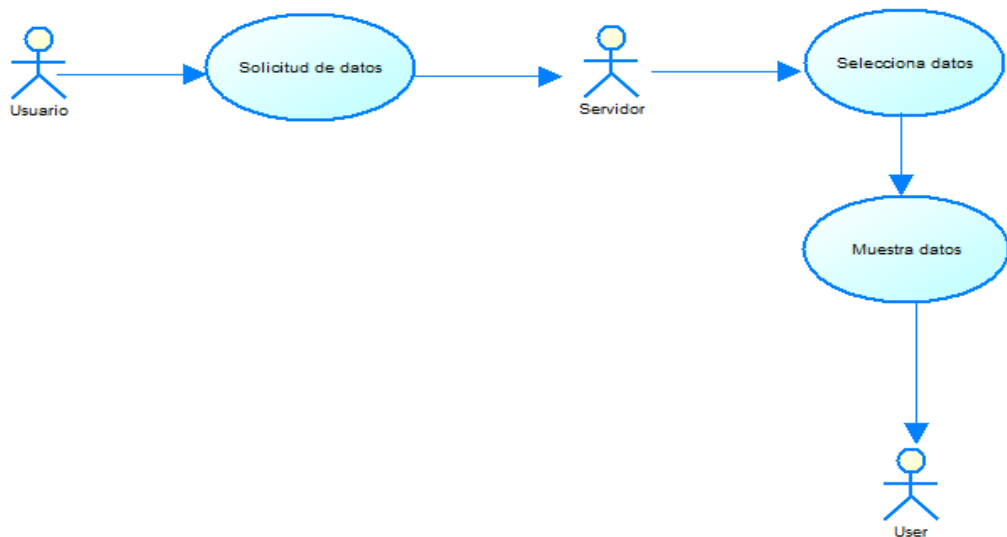 Usuario
Solicitud de datos
Servidor
Selecciona datos
Muestra datos
User